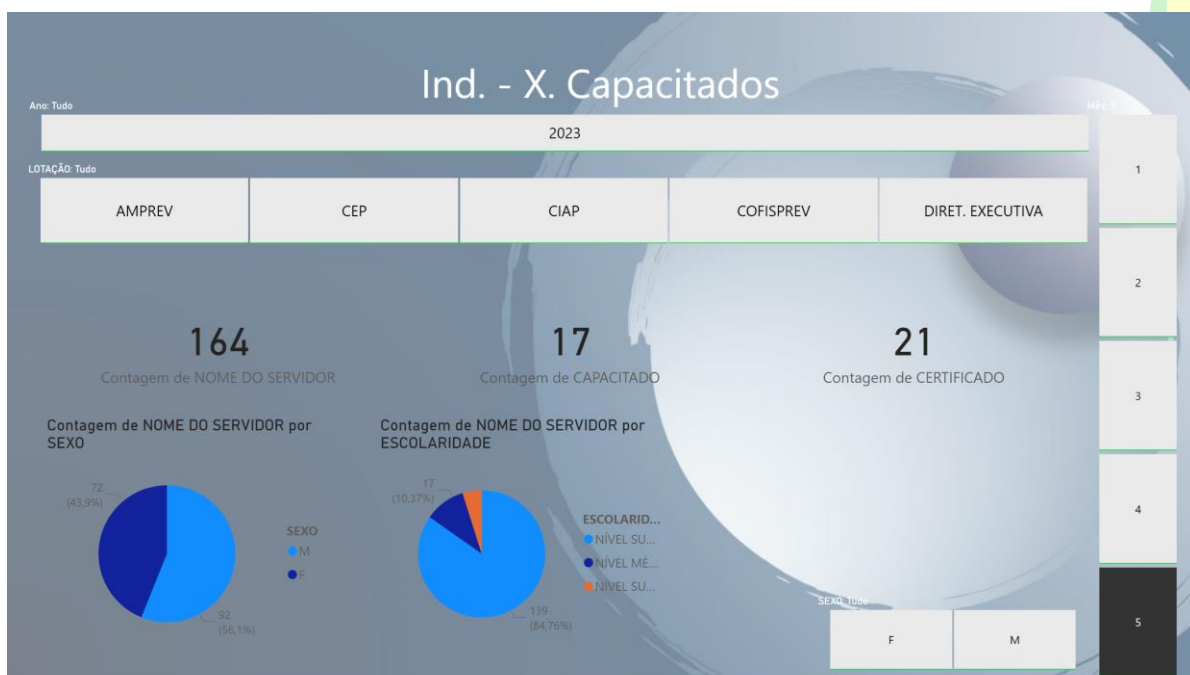 Ind. - X. Capacitados
Ano: Tudo
2023
LOTAÇÃO: Tudo
AMPREV
CEP
CIAP
COFISPREV
DIRET. EXECUTIVA
Mês: 5
1
2
3
4
5
164
Contagem de NOME DO SERVIDOR
17
Contagem de CAPACITADO
21
Contagem de CERTIFICADO
Contagem de NOME DO SERVIDOR por
SEXO
72
(43,9%)
92
(56,1%)
SEXO
M
F
Contagem de NOME DO SERVIDOR por
ESCOLARIDADE
17
(10,37%)
139
(84,76%)
ESCOLARID...
NÍVEL SU...
NÍVEL MÉ...
NÍVEL SU...
SEXO: Tudo
F
M